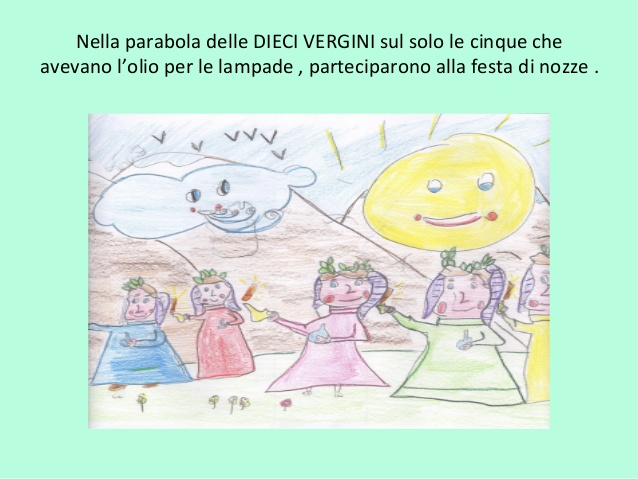 Nella parabola delle DIECI VERGINI sul solo le cinque che
avevano l’olio per le lampade , parteciparono alla festa di nozze .